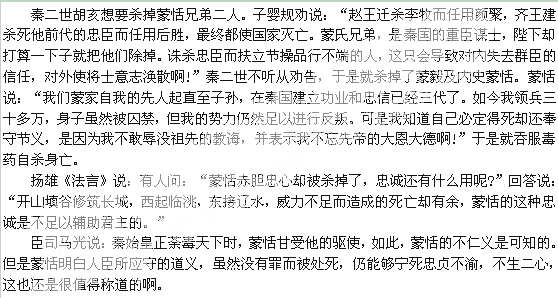 秦二世胡亥想要杀掉蒙恬兄弟二人。子婴规劝说：“赵王迁杀李牧而任用颜聚，齐王建
杀死他前代的忠臣而任用后胜，最终都使国家灭亡。蒙氏兄弟，是秦国的重臣谋士，陛下却
打算一下子就把他们除掉。诛杀忠臣而扶立节操品行不端的人，这只会导致对内失去群臣的
信任，对外使将士意志涣散啊!”秦二世不听从劝告，于是就杀掉了蒙毅及内史蒙恬。蒙恬
说：“我们蒙家自我的先人起直至子孙，在秦国建立功业和忠信已经三代了。如今我领兵三
十多万，身子虽然被囚禁，但我的势力仍然足以进行反叛。可是我知道自己必定得死却还奉
守节义，是因为我不敢辱没祖先的教诲，并表示我不忘先帝的大恩大德啊!”于是就吞服毒
药自杀身亡。
扬雄《法言》说：有人问：“蒙恬赤胆忠心却被杀掉了，忠诚还有什么用呢?”回答说：
“开山填谷修筑长城，西起临洮，东接辽水，威力不足而造成的死亡却有余，蒙恬的这种忠
诚是不足以辅助君主的。”
臣司马光说：秦始皇正荼毒天下时，蒙恬甘受他的驱使，如此，蒙恬的不仁义是可知的。
但是蒙恬明白人臣所应守的道义，虽然没有罪而被处死，仍能够宁死忠贞不渝，不生二心，
这也还是很值得称道的啊。